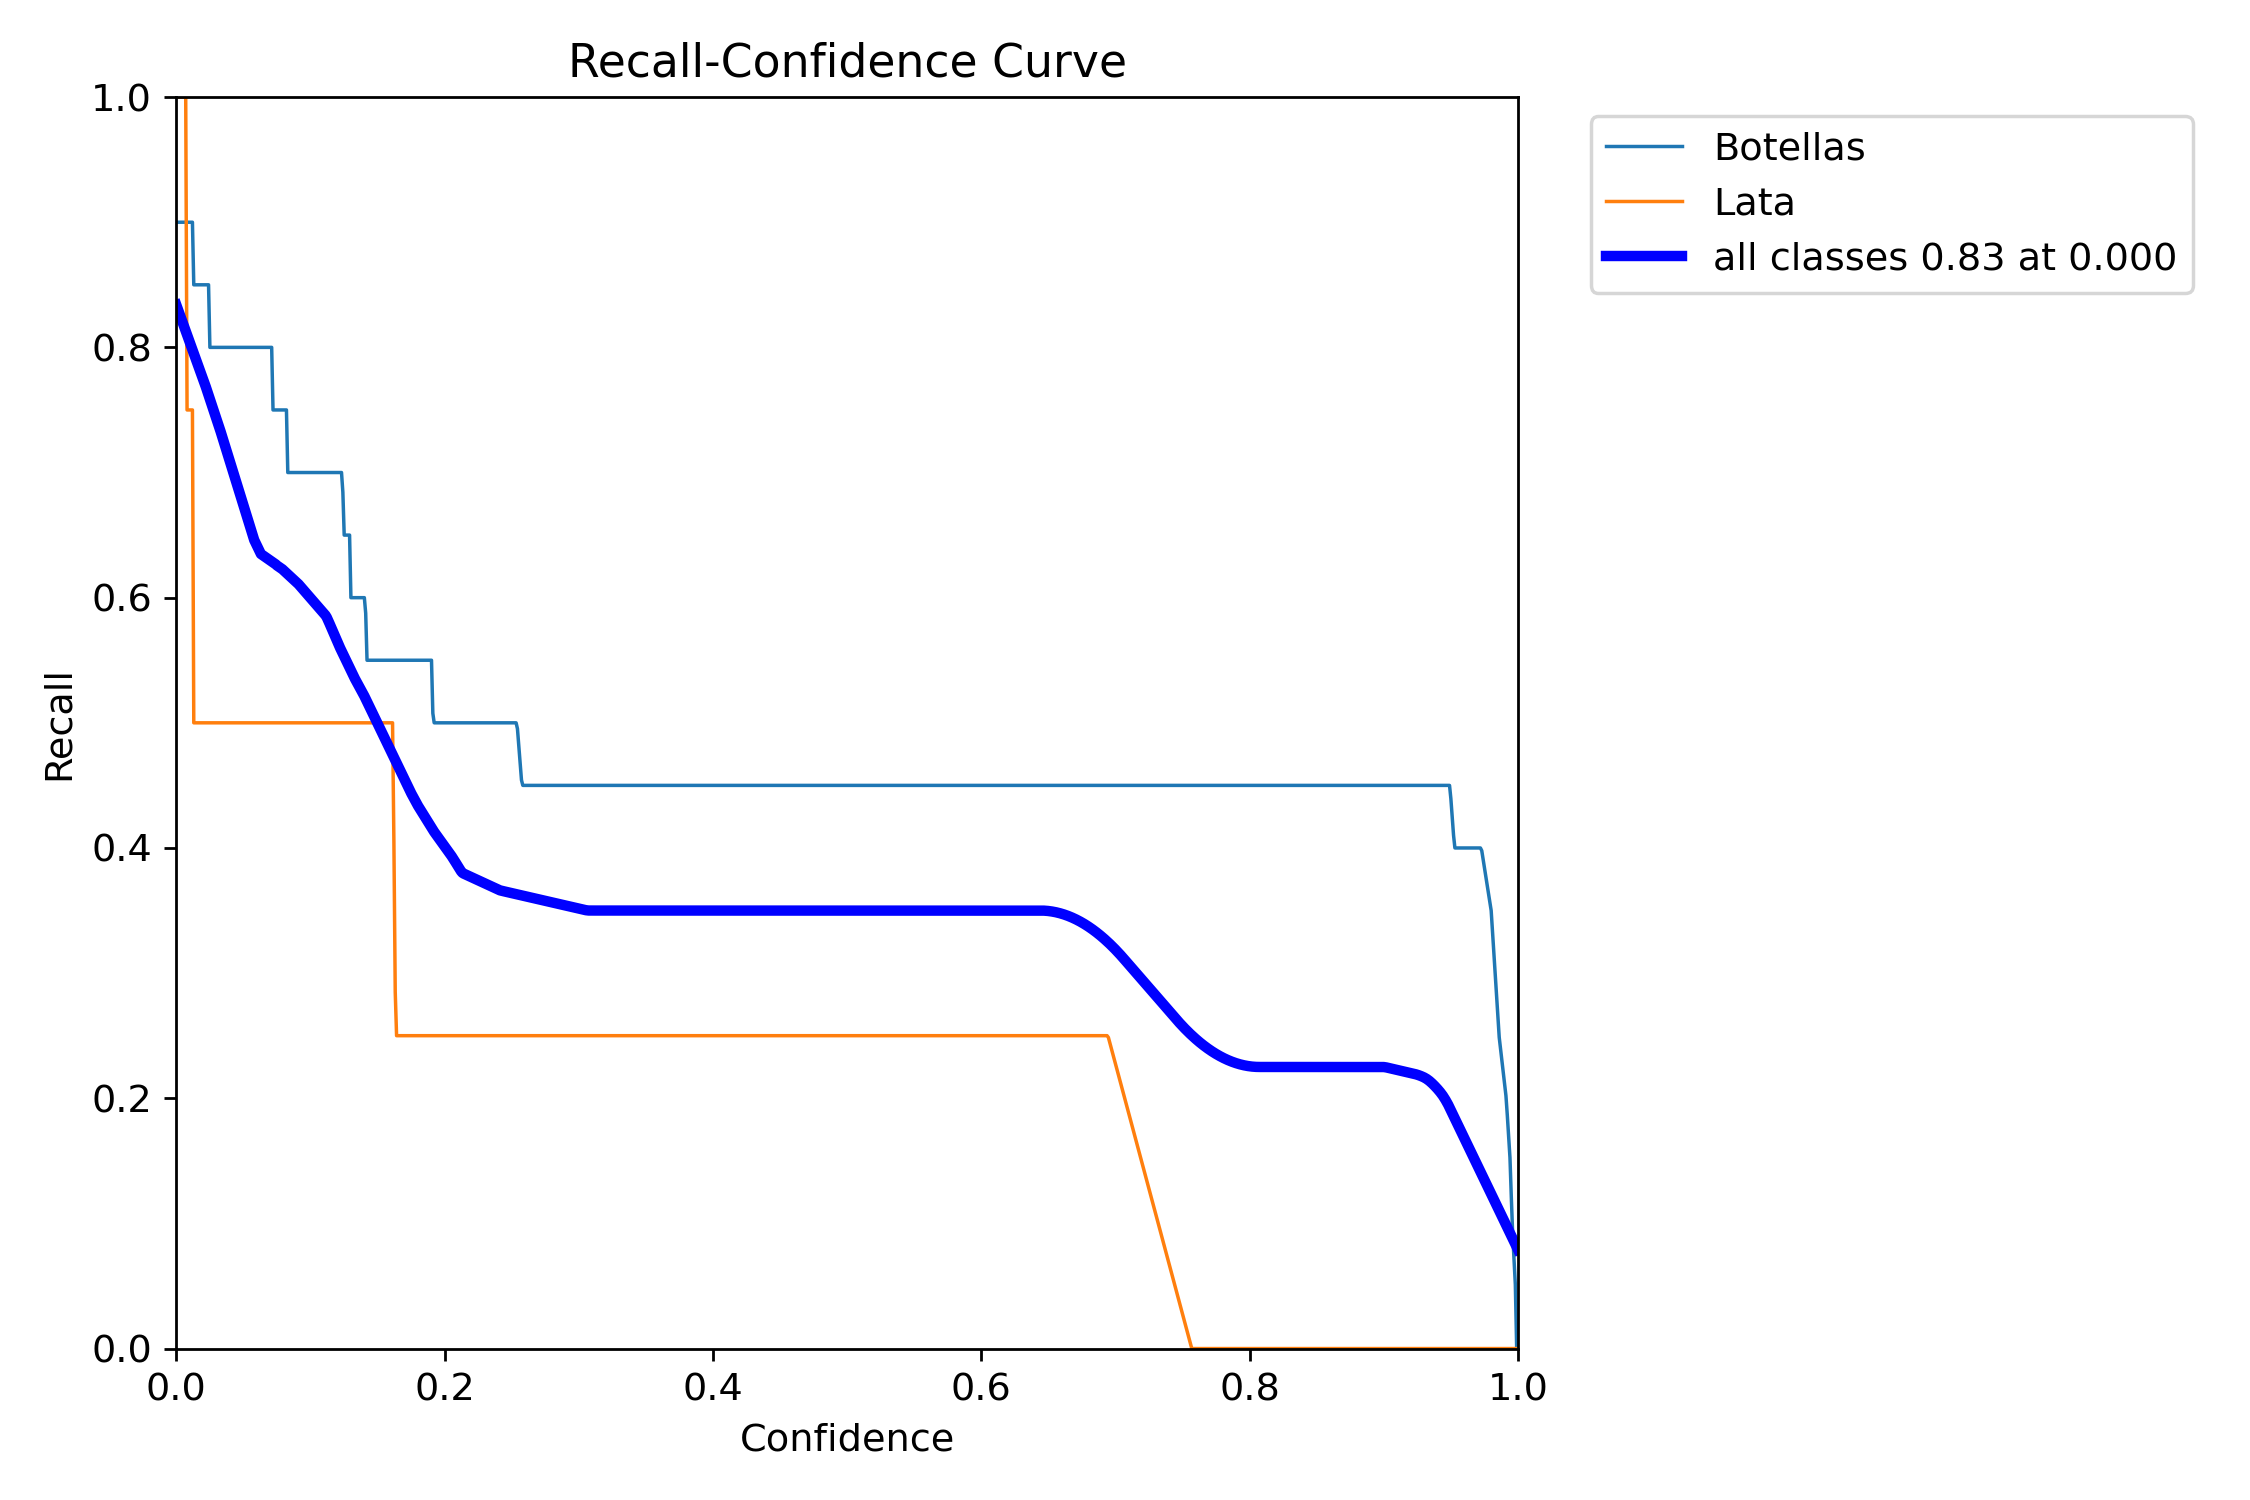 Recall-Confidence Curve
Botellas
Lata
all classes 0.83 at 0.000
Recall
1.0
0.8
0.6
0.4
0.2
0.0
0.0 0.2 0.4 0.6 0.8 1.0
Confidence